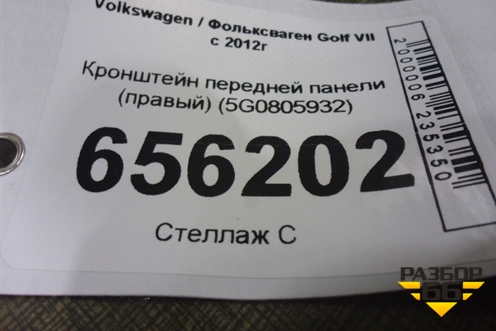 Volkswagen / Фольксваген Golf VII
с 2012г
Кронштейн передней панели
(правый) (5G0805932)
656202
Стеллаж С
2000006235350
РАЗБОР
66